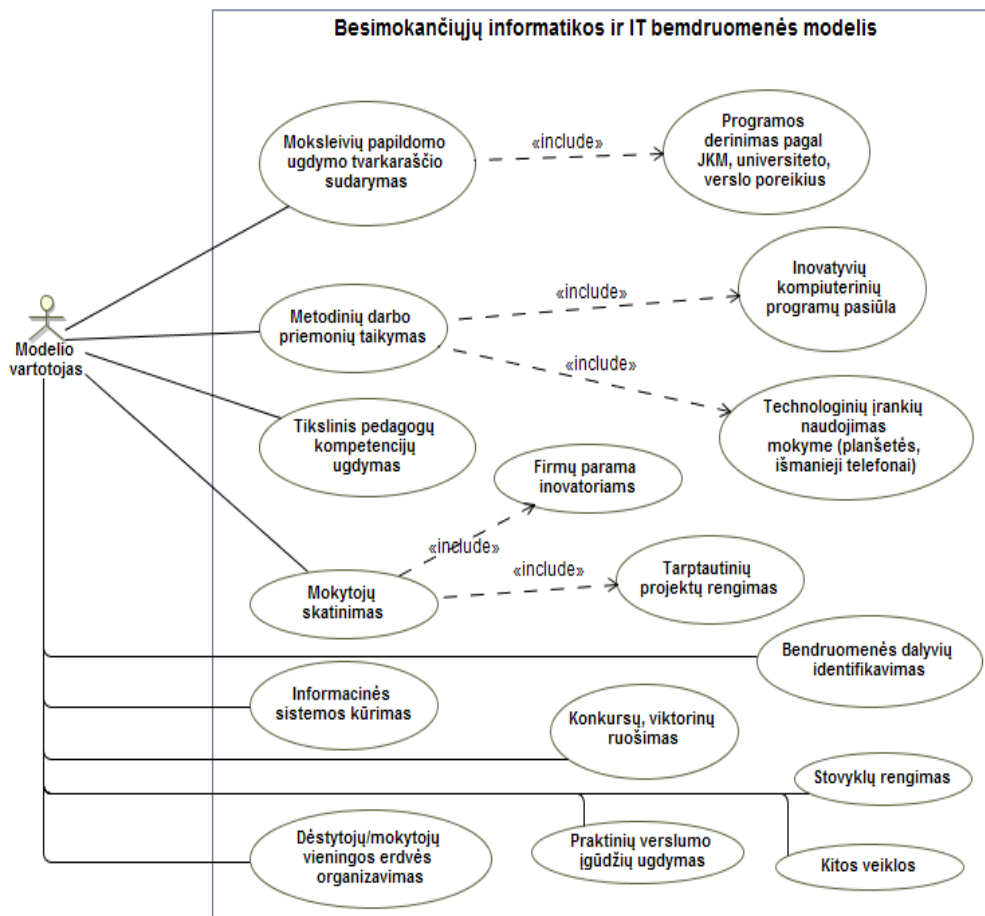 Besimokančiųjų informatikos ir IT bemdruomenės modelis
Moksleivių papildomo
ugdymo tvarkaraščio
sudarymas
«include»
Programos
derinimas pagal
JKM, universiteto,
verslo poreikius
Modelio
vartotojas
Metodinių darbo
priemonių taikymas
«include»
Inovatyvių
kompiuterinių
programų pasiūla
«include»
Technologinių įrankių
naudojimas
mokyme (planšetės,
išmanieji telefonai)
Tikslinis pedagogų
kompetencijų
ugdymas
Firmų parama
inovatoriams
«include»
«include»
Mokytojų
skatinimas
Tarptautinių
projektų rengimas
Bendruomenės dalyvių
identifikavimas
Informacinės
sistemos kūrimas
Konkursų, viktorinų
ruošimas
Stovyklų rengimas
Dėstytojų/mokytojų
vieningos erdvės
organizavimas
Praktinių verslumo
įgūdžių ugdymas
Kitos veiklos